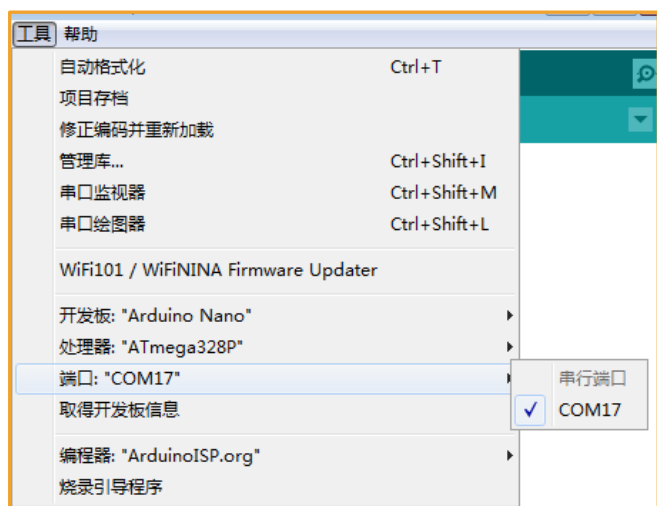 工具 帮助
自动格式化 Ctrl+T
项目存档
修正编码并重新加载
管理库... Ctrl+Shift+I
串口监视器 Ctrl+Shift+M
串口绘图器 Ctrl+Shift+L
WiFi101 / WiFiNINA Firmware Updater
开发板: "Arduino Nano"
处理器: "ATmega328P"
端口: "COM17"
串行端口
取得开发板信息
COM17
编程器: "ArduinoISP.org"
烧录引导程序